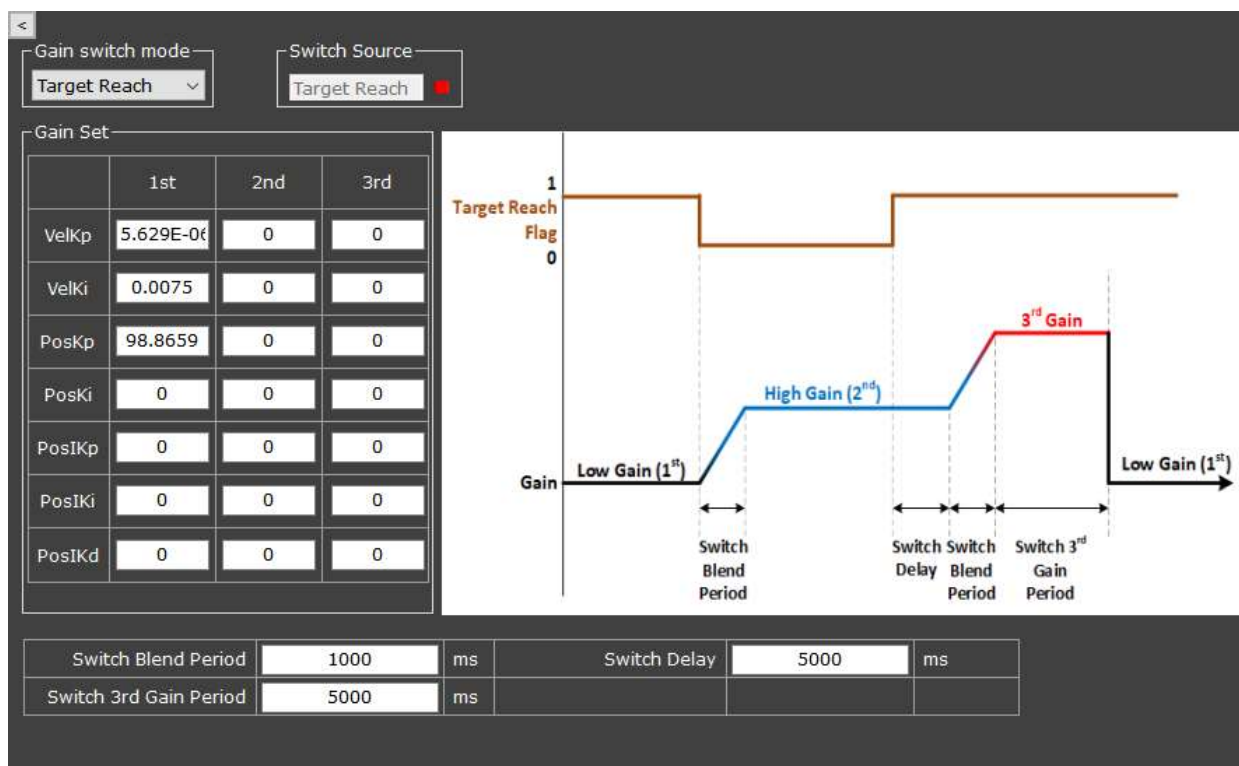 <
Gain switch mode
Target Reach
Switch Source
Target Reach
Gain Set
1st 2nd 3rd
VelKp 5.629E-06 0 0
VelKi 0.0075 0 0
PosKp 98.8659 0 0
PosKi 0 0 0
PosIKp 0 0 0
PosIKi 0 0 0
PosIKd 0 0 0
1
Target Reach
Flag
0
3rd Gain
High Gain (2nd)
Low Gain (1st)
Gain
Low Gain (1st)
Switch
Blend
Period
Switch
Delay
Switch
Blend
Period
Switch 3rd
Gain
Period
Switch Blend Period 1000 ms Switch Delay 5000 ms
Switch 3rd Gain Period 5000 ms